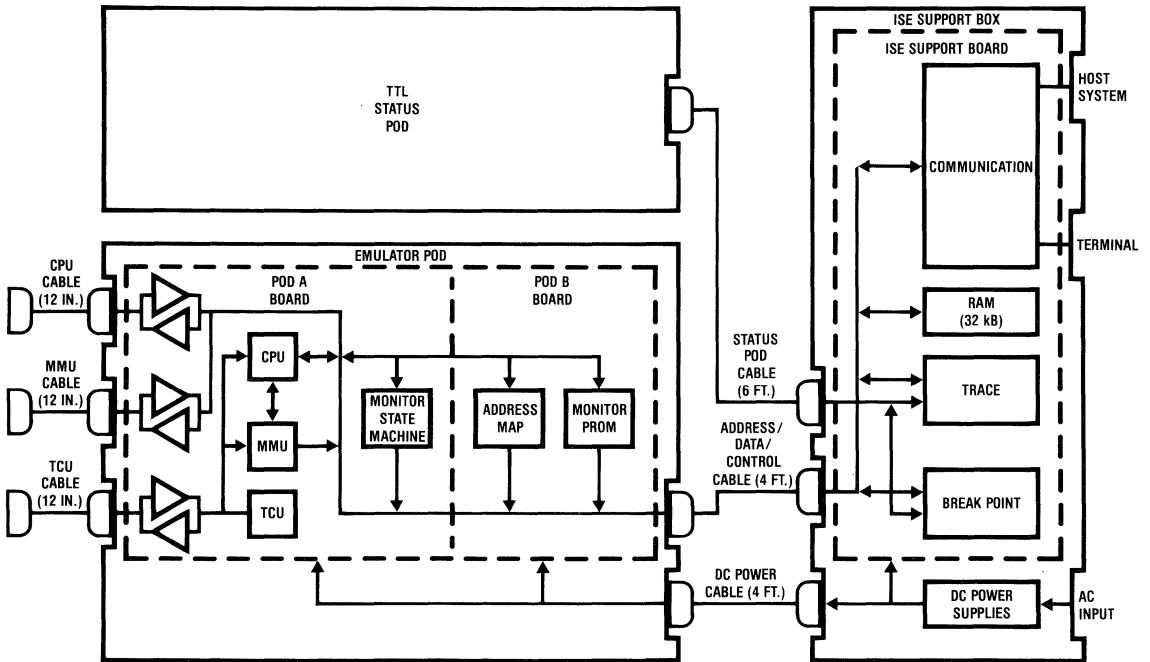 TTL
STATUS
POD
ISE SUPPORT BOX
ISE SUPPORT BOARD
HOST
SYSTEM
COMMUNICATION
TERMINAL
RAM
(32 kB)
TRACE
BREAK POINT
DC POWER
SUPPLIES
AC
INPUT
STATUS
POD
CABLE
(6 FT.)
ADDRESS/
DATA/
CONTROL
CABLE (4 FT.)
DC POWER
CABLE (4 FT.)
EMULATOR POD
POD A
BOARD
POD B
BOARD
CPU
CABLE
(12 IN.)
MMU
CABLE
(12 IN.)
TCU
CABLE
(12 IN.)
CPU
MMU
TCU
MONITOR
STATE
MACHINE
ADDRESS
MAP
MONITOR
PROM